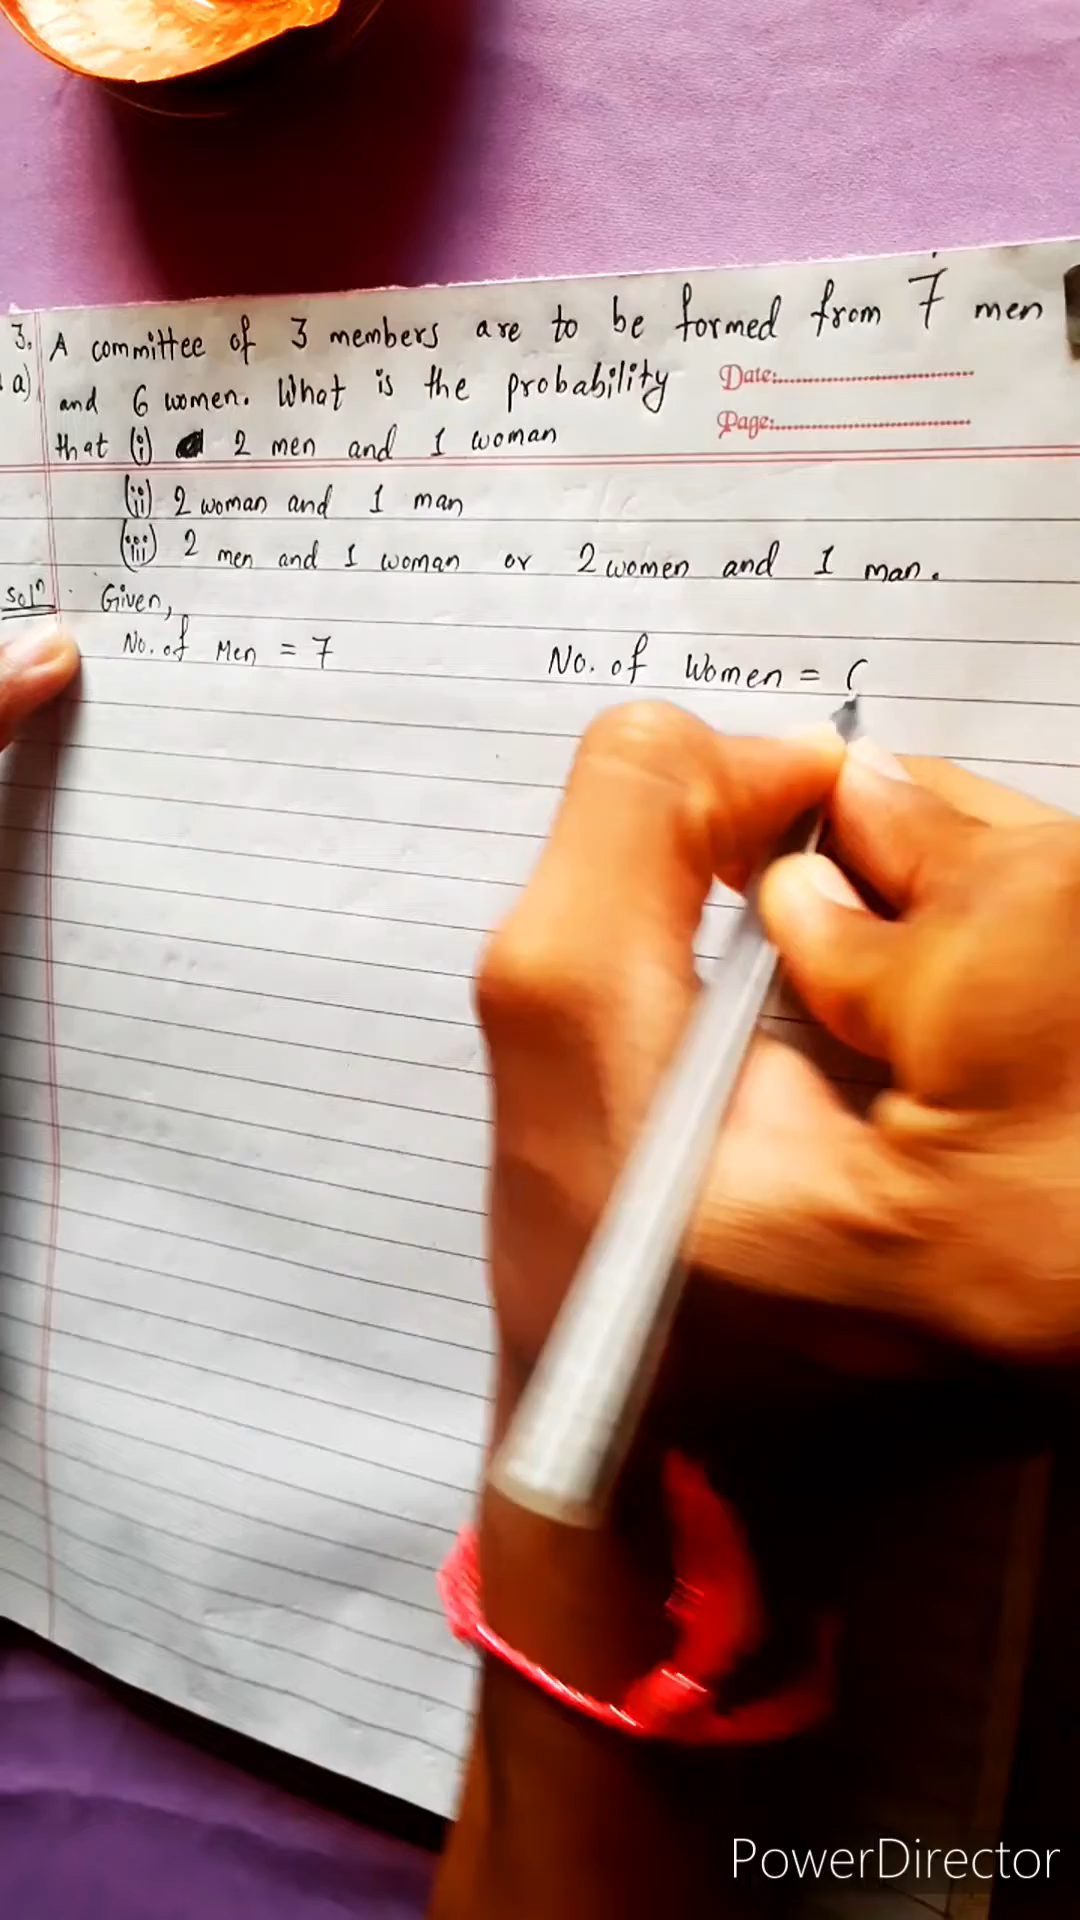 3. A committee of 3 members are to be formed from 7 men
a) and 6 women. What is the probability
Date:
that (i) 2 men and 1 woman
Page:
(ii) 2 woman and 1 man
(iii) 2 men and 1 woman or 2 women and 1 man.
Solⁿ Given,
No. of Men = 7 No. of Women = (
PowerDirector